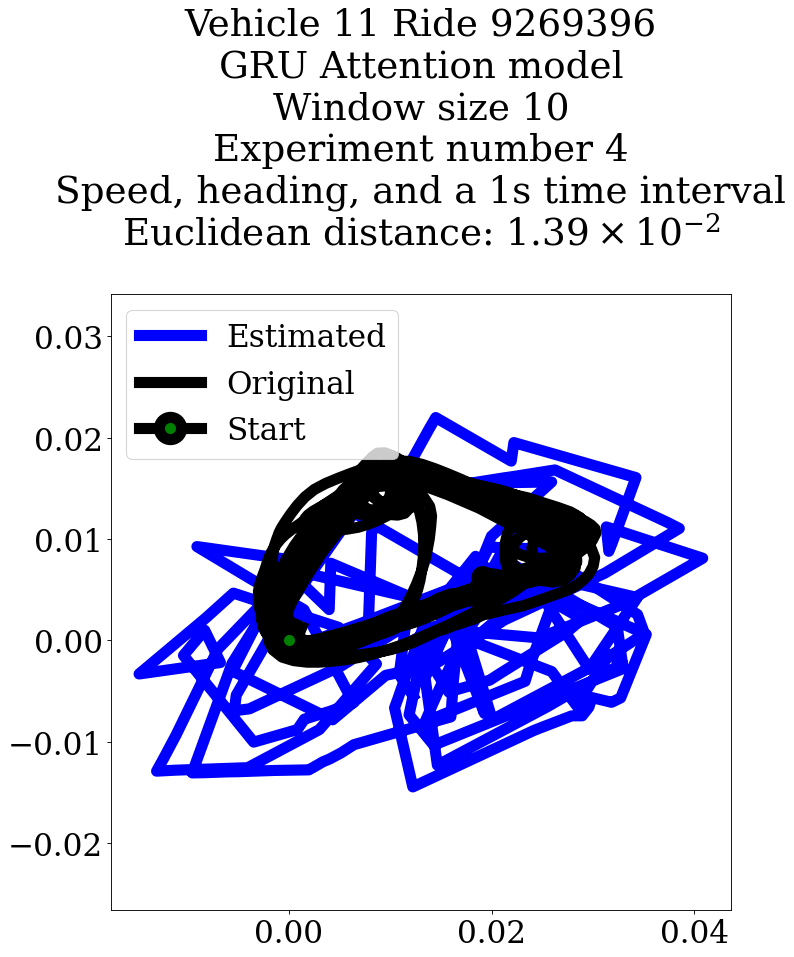 Vehicle 11 Ride 9269396
GRU Attention model
Window size 10
Experiment number 4
Speed, heading, and a 1s time interval
Euclidean distance: 1.39 × 10⁻²
Estimated
Original
Start
0.03
0.02
0.01
0.00
−0.01
−0.02
0.00 0.02 0.04